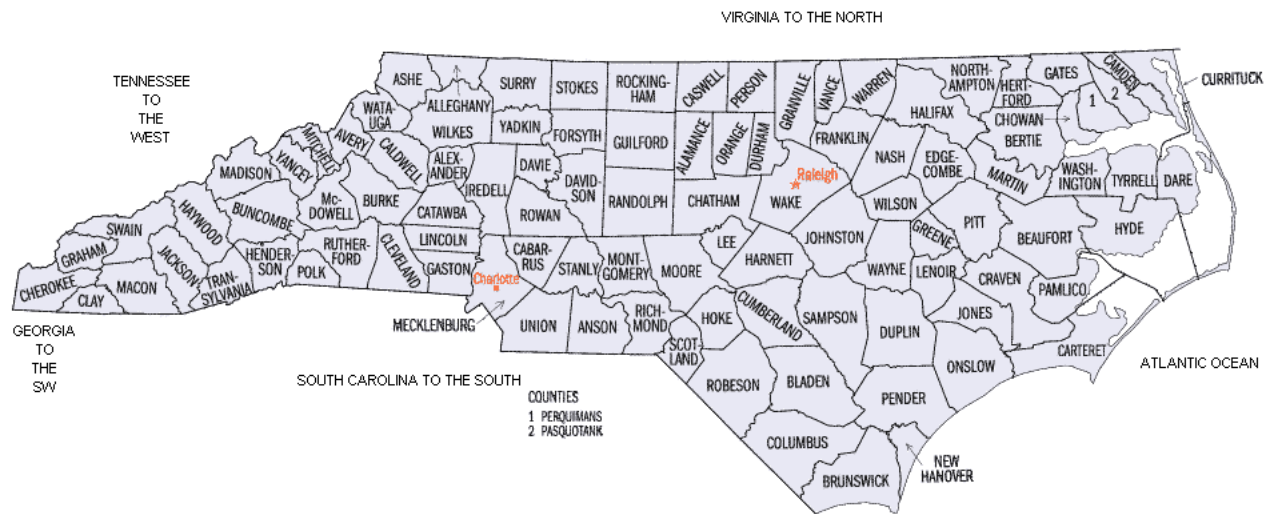 VIRGINIA TO THE NORTH
TENNESSEE
TO
THE
WEST
GEORGIA
TO
THE
SW
SOUTH CAROLINA TO THE SOUTH
ATLANTIC OCEAN
ASHE
ALLEGHANY
SURRY
STOKES
ROCKING-
HAM
CASWELL
PERSON
GRANVILLE
VANCE
WARREN
NORTH-
AMPTON
HERT-
FORD
GATES
CAMDEN
CURRITUCK
WATA-
UGA
WILKES
YADKIN
FORSYTH
GUILFORD
ALAMANCE
ORANGE
DURHAM
FRANKLIN
HALIFAX
CHOWAN
BERTIE
1
2
MITCHELL
AVERY
CALDWELL
ALEX-
ANDER
IREDELL
DAVIE
DAVID-
SON
RANDOLPH
CHATHAM
Raleigh
WAKE
NASH
EDGE-
COMBE
MARTIN
WASH-
INGTON
TYRRELL
DARE
MADISON
YANCEY
McDOWELL
BURKE
CATAWBA
ROWAN
WILSON
PITT
BEAUFORT
HYDE
HAYWOOD
BUNCOMBE
SWAIN
GRAHAM
CHEROKEE
CLAY
MACON
JACKSON
TRAN-
SYLVANIA
HENDER-
SON
POLK
RUTHER-
FORD
CLEVELAND
LINCOLN
GASTON
Charlotte
MECKLENBURG
CABAR-
RUS
STANLY
MONT-
GOMERY
MOORE
LEE
HARNETT
JOHNSTON
WAYNE
GREENE
LENOIR
CRAVEN
PAMLICO
JONES
CARTERET
UNION
ANSON
RICH-
MOND
SCOT-
LAND
HOKE
CUMBERLAND
SAMPSON
DUPLIN
ONSLOW
ROBESON
BLADEN
PENDER
COLUMBUS
BRUNSWICK
NEW
HANOVER
COUNTIES
1 PERQUIMANS
2 PASQUOTANK